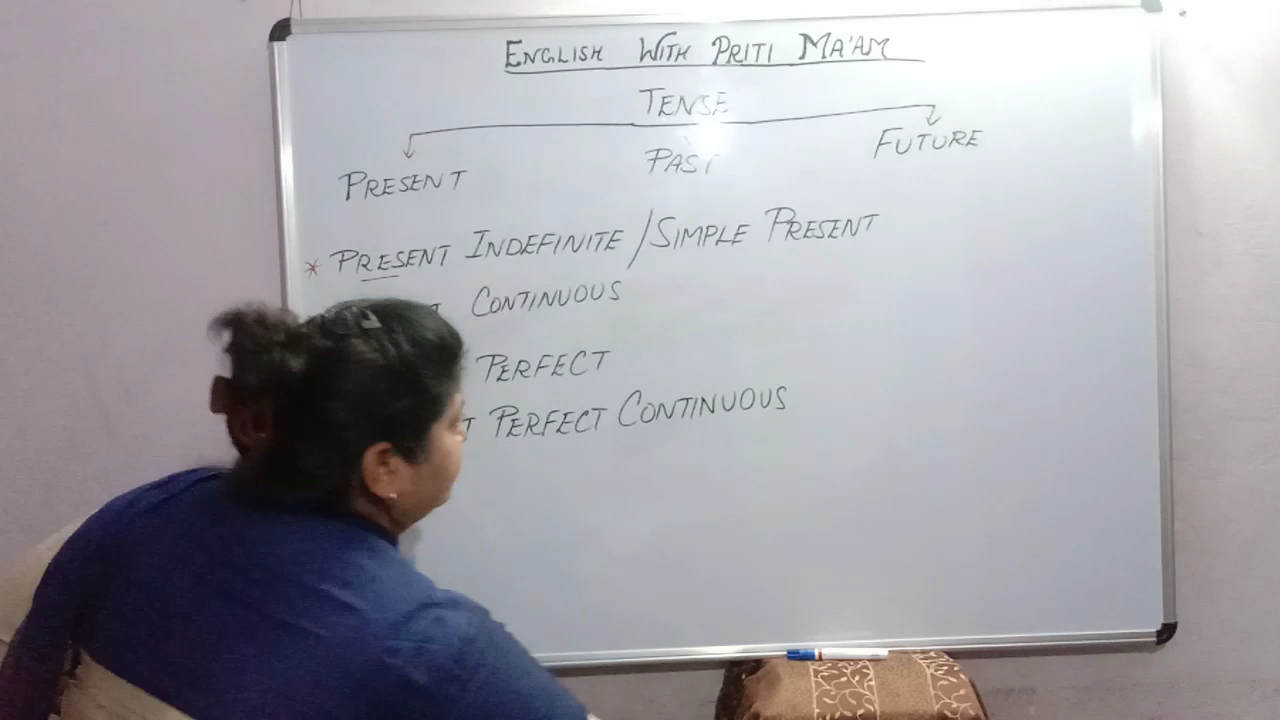 ENGLISH WITH PRITI MA'AM
TENSE
PRESENT PAST FUTURE
* PRESENT INDEFINITE / SIMPLE PRESENT
CONTINUOUS
PERFECT
PERFECT CONTINUOUS